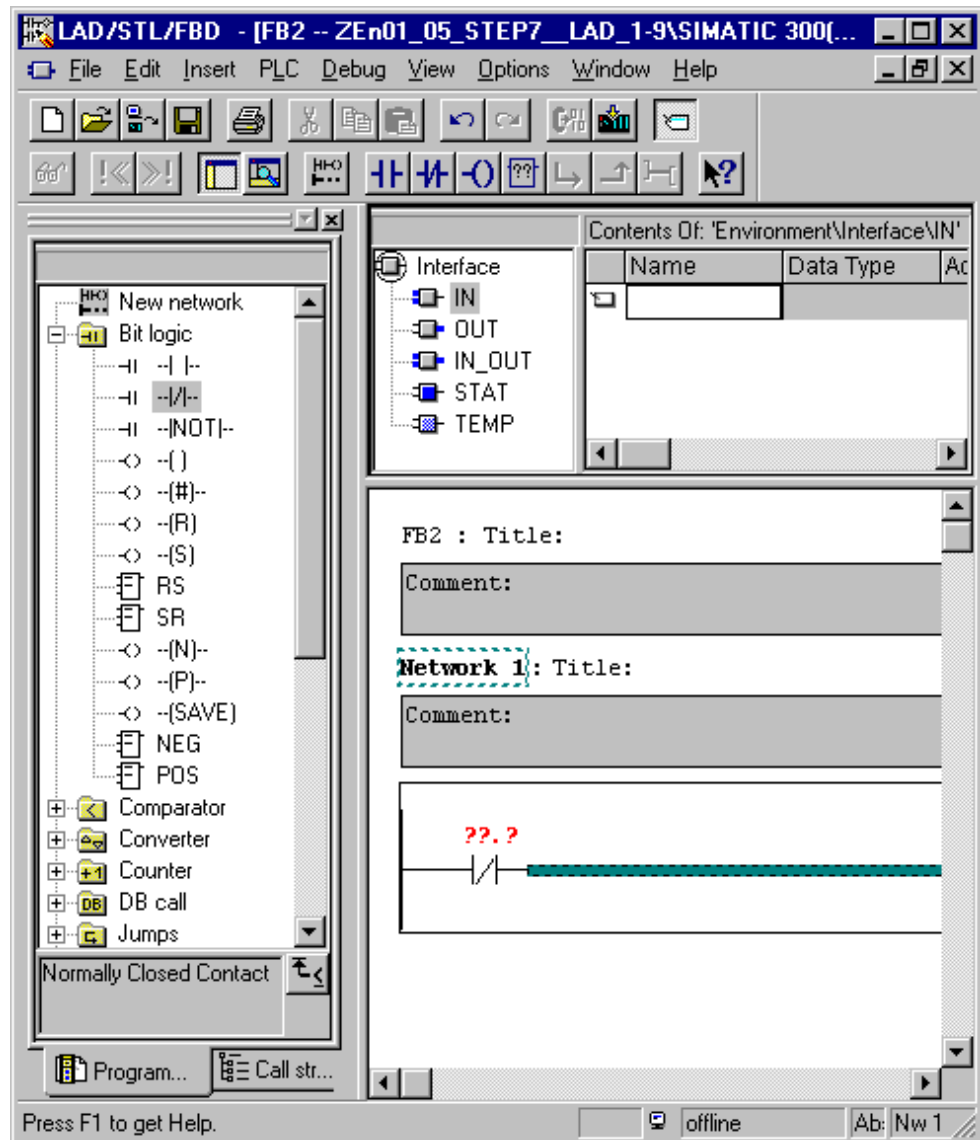 LAD/STL/FBD - [FB2 -- ZEn01_05_STEP7__LAD_1-9\SIMATIC 300(...
File Edit Insert PLC Debug View Options Window Help
Contents Of: 'Environment\Interface\IN'
Name Data Type Ad
Interface
IN
OUT
IN_OUT
STAT
TEMP
New network
Bit logic
--| |--
--|/|--
--|NOT|--
--( )
--(#)--
--(R)
--(S)
RS
SR
--(N)--
--(P)--
--(SAVE)
NEG
POS
Comparator
Converter
Counter
DB call
Jumps
Normally Closed Contact
Program...
Call str...
FB2 : Title:
Comment:
Network 1: Title:
Comment:
??.?
Press F1 to get Help.
offline
Ab:
Nw 1